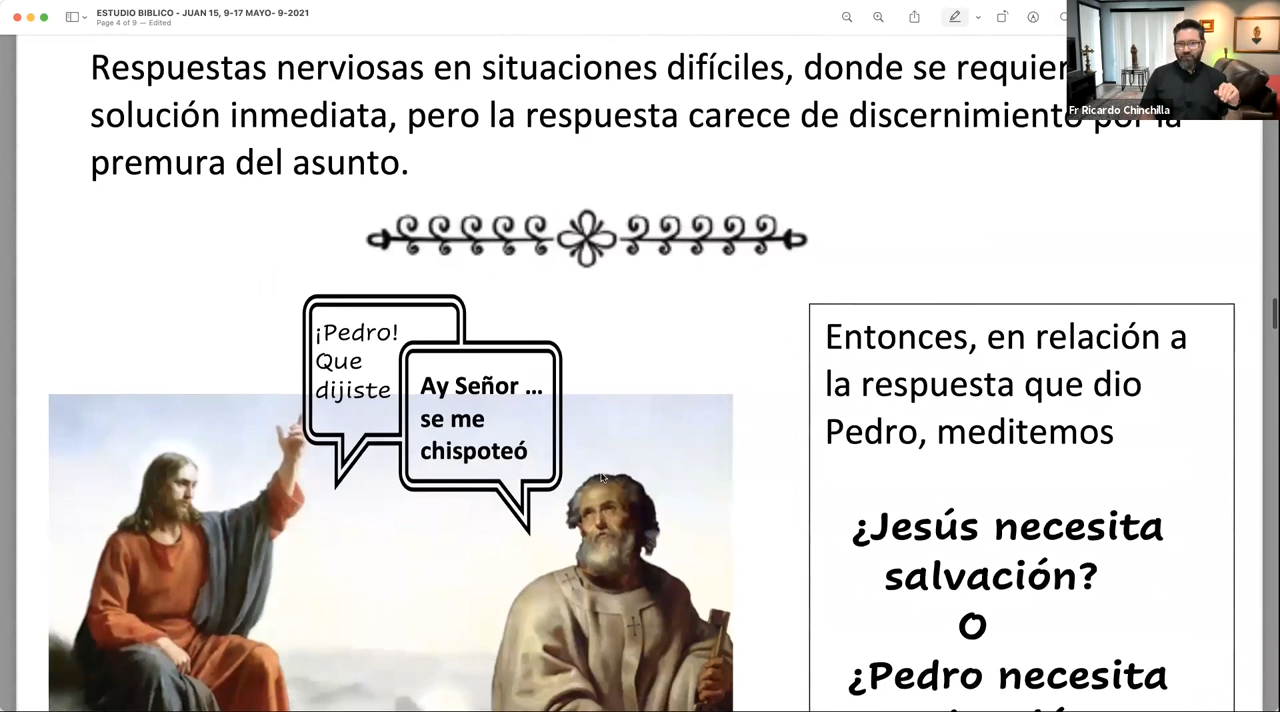 ESTUDIO BIBLICO - JUAN 15, 9-17 MAYO- 9-2021
Page 4 of 9 — Edited
Fr Ricardo Chinchilla
Respuestas nerviosas en situaciones difíciles, donde se
solución inmediata, pero la respuesta carece de discernimiento por la
premura del asunto.
¡Pedro!
Que
dijiste
Ay Señor ...
se me
chispoteó
Entonces, en relación a
la respuesta que dio
Pedro, meditemos
¿Jesús necesita
salvación?
O
¿Pedro necesita